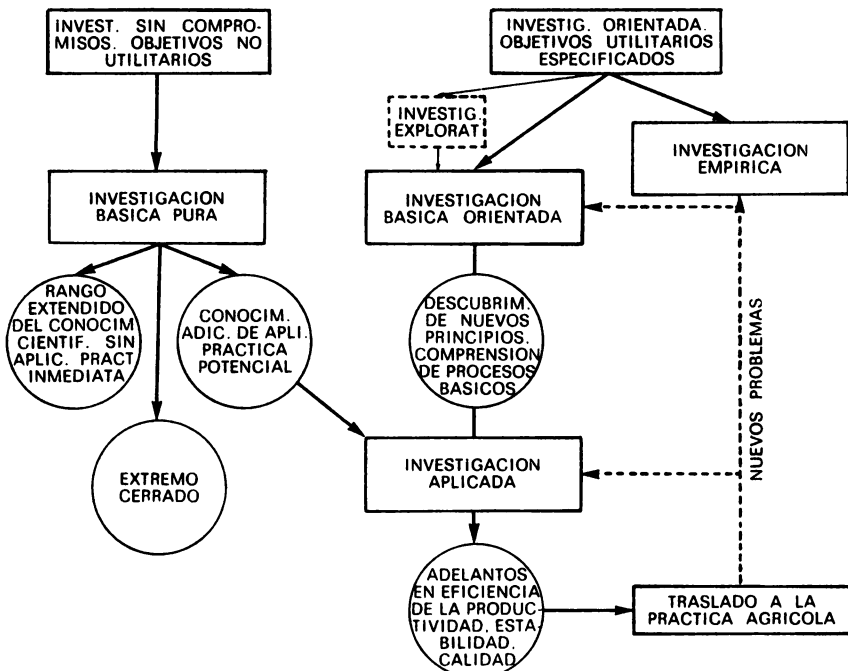 INVEST. SIN COMPRO-
MISOS. OBJETIVOS NO
UTILITARIOS
INVESTIG. ORIENTADA.
OBJETIVOS UTILITARIOS
ESPECIFICADOS
INVESTIG.
EXPLORAT
INVESTIGACION
EMPIRICA
INVESTIGACION
BASICA PURA
INVESTIGACION
BASICA ORIENTADA
RANGO
EXTENDIDO
DEL CONOCIM
CIENTIF. SIN
APLIC. PRACT
INMEDIATA
CONOCIM.
ADIC. DE APLI.
PRACTICA
POTENCIAL
DESCUBRIM.
DE NUEVOS
PRINCIPIOS.
COMPRENSION
DE PROCESOS
BASICOS
NUEVOS PROBLEMAS
EXTREMO
CERRADO
INVESTIGACION
APLICADA
ADELANTOS
EN EFICIENCIA
DE LA PRODUC-
TIVIDAD, ESTA-
BILIDAD,
CALIDAD
TRASLADO A LA
PRACTICA AGRICOLA